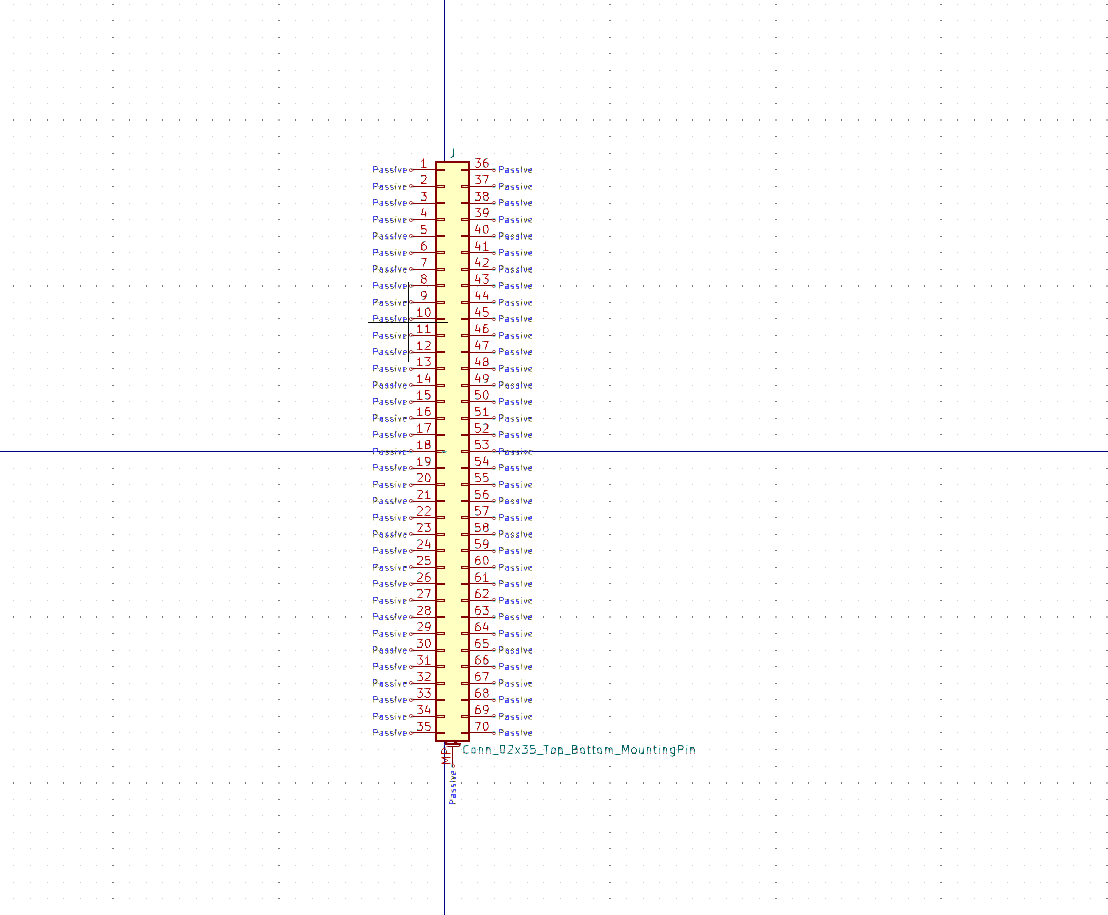 J
Passive 1 36 Passive
Passive 2 37 Passive
Passive 3 38 Passive
Passive 4 39 Passive
Passive 5 40 Passive
Passive 6 41 Passive
Passive 7 42 Passive
Passive 8 43 Passive
Passive 9 44 Passive
Passive 10 45 Passive
Passive 11 46 Passive
Passive 12 47 Passive
Passive 13 48 Passive
Passive 14 49 Passive
Passive 15 50 Passive
Passive 16 51 Passive
Passive 17 52 Passive
Passive 18 53 Passive
Passive 19 54 Passive
Passive 20 55 Passive
Passive 21 56 Passive
Passive 22 57 Passive
Passive 23 58 Passive
Passive 24 59 Passive
Passive 25 60 Passive
Passive 26 61 Passive
Passive 27 62 Passive
Passive 28 63 Passive
Passive 29 64 Passive
Passive 30 65 Passive
Passive 31 66 Passive
Passive 32 67 Passive
Passive 33 68 Passive
Passive 34 69 Passive
Passive 35 70 Passive
MP Conn_02x35_Top_Bottom_MountingPin
Passive